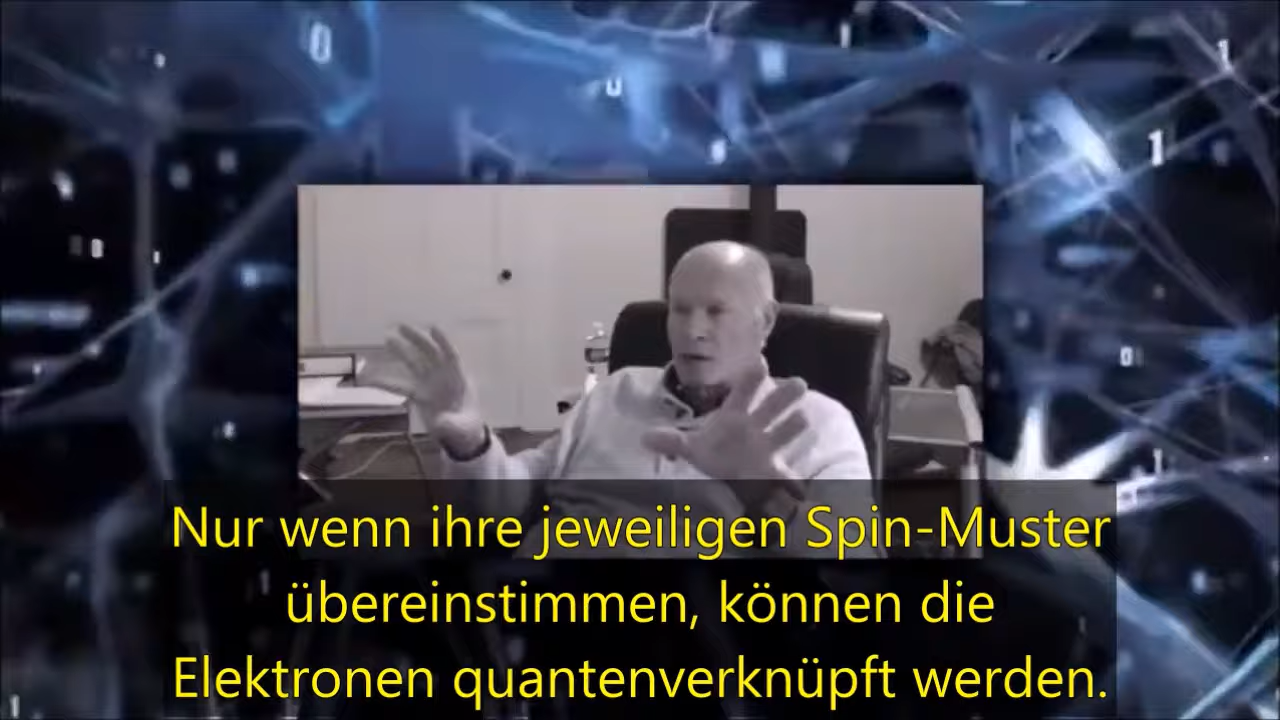 Nur wenn ihre jeweiligen Spin-Muster
übereinstimmen, können die
Elektronen quantenverknüpft werden.